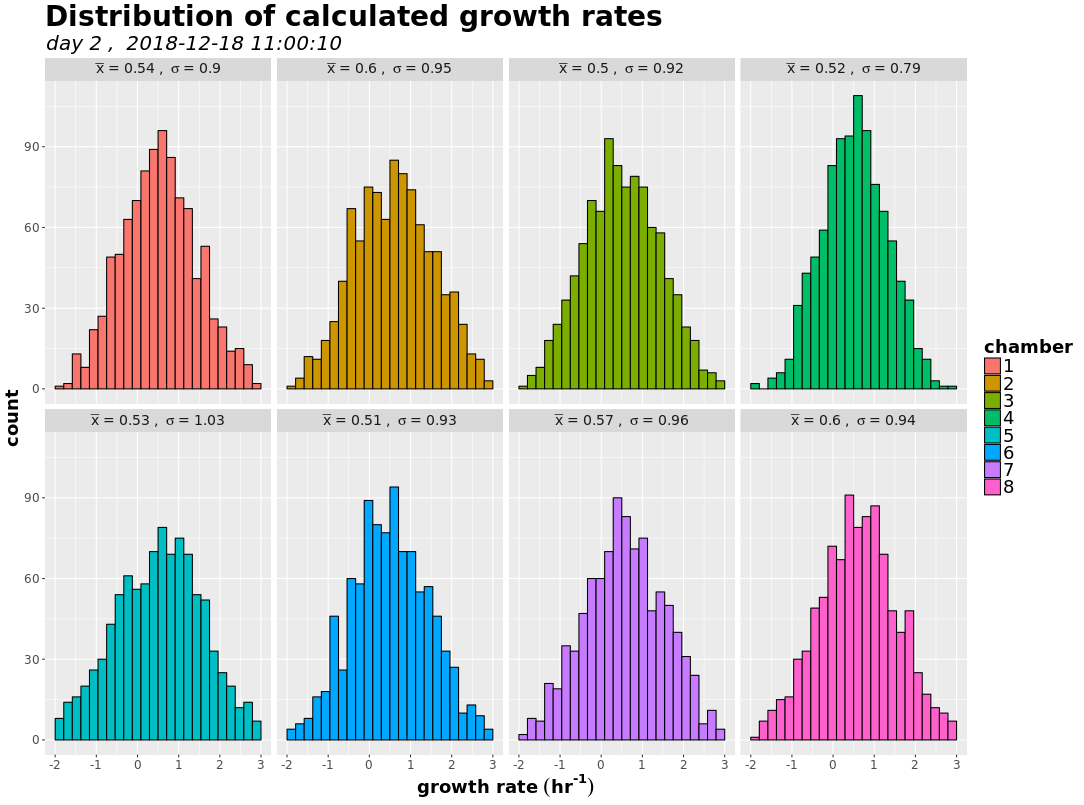 Distribution of calculated growth rates
day 2 ,  2018-12-18 11:00:10
x̅ = 0.54 ,  σ = 0.9
x̅ = 0.6 ,  σ = 0.95
x̅ = 0.5 ,  σ = 0.92
x̅ = 0.52 ,  σ = 0.79
90
60
30
0
x̅ = 0.53 ,  σ = 1.03
x̅ = 0.51 ,  σ = 0.93
x̅ = 0.57 ,  σ = 0.96
x̅ = 0.6 ,  σ = 0.94
90
60
30
0
-2 -1 0 1 2 3
-2 -1 0 1 2 3
-2 -1 0 1 2 3
-2 -1 0 1 2 3
count
growth rate (hr⁻¹)
chamber
1
2
3
4
5
6
7
8